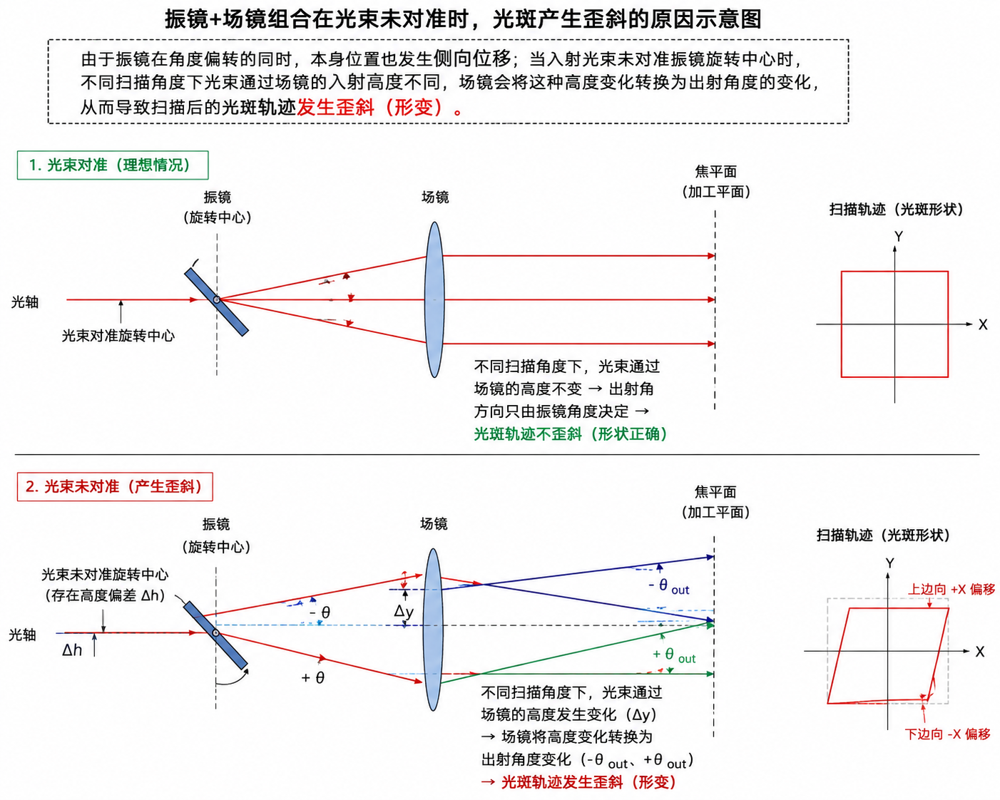 振镜+场镜组合在光束未对准时，光斑产生歪斜的原因示意图
由于振镜在角度偏转的同时，本身位置也发生侧向位移；当入射光束未对准振镜旋转中心时，
不同扫描角度下光束通过场镜的入射高度不同，场镜会将这种高度变化转换为出射角度的变化，
从而导致扫描后的光斑轨迹发生歪斜（形变）。
1. 光束对准（理想情况）
振镜
（旋转中心）
场镜
焦平面
（加工平面）
扫描轨迹（光斑形状）
Y
X
光轴
光束对准旋转中心
不同扫描角度下，光束通过
场镜的高度不变 → 出射角
方向只由振镜角度决定 →
光斑轨迹不歪斜（形状正确）
2. 光束未对准（产生歪斜）
振镜
（旋转中心）
场镜
焦平面
（加工平面）
扫描轨迹（光斑形状）
光束未对准旋转中心
（存在高度偏差 Δh）
光轴
Δh
- θ
+ θ
Δy
- θ out
+ θ out
Y
X
上边向 +X 偏移
下边向 -X 偏移
不同扫描角度下，光束通过
场镜的高度发生变化（Δy）
→ 场镜将高度变化转换为
出射角度变化（-θ out、+θ out）
→ 光斑轨迹发生歪斜（形变）